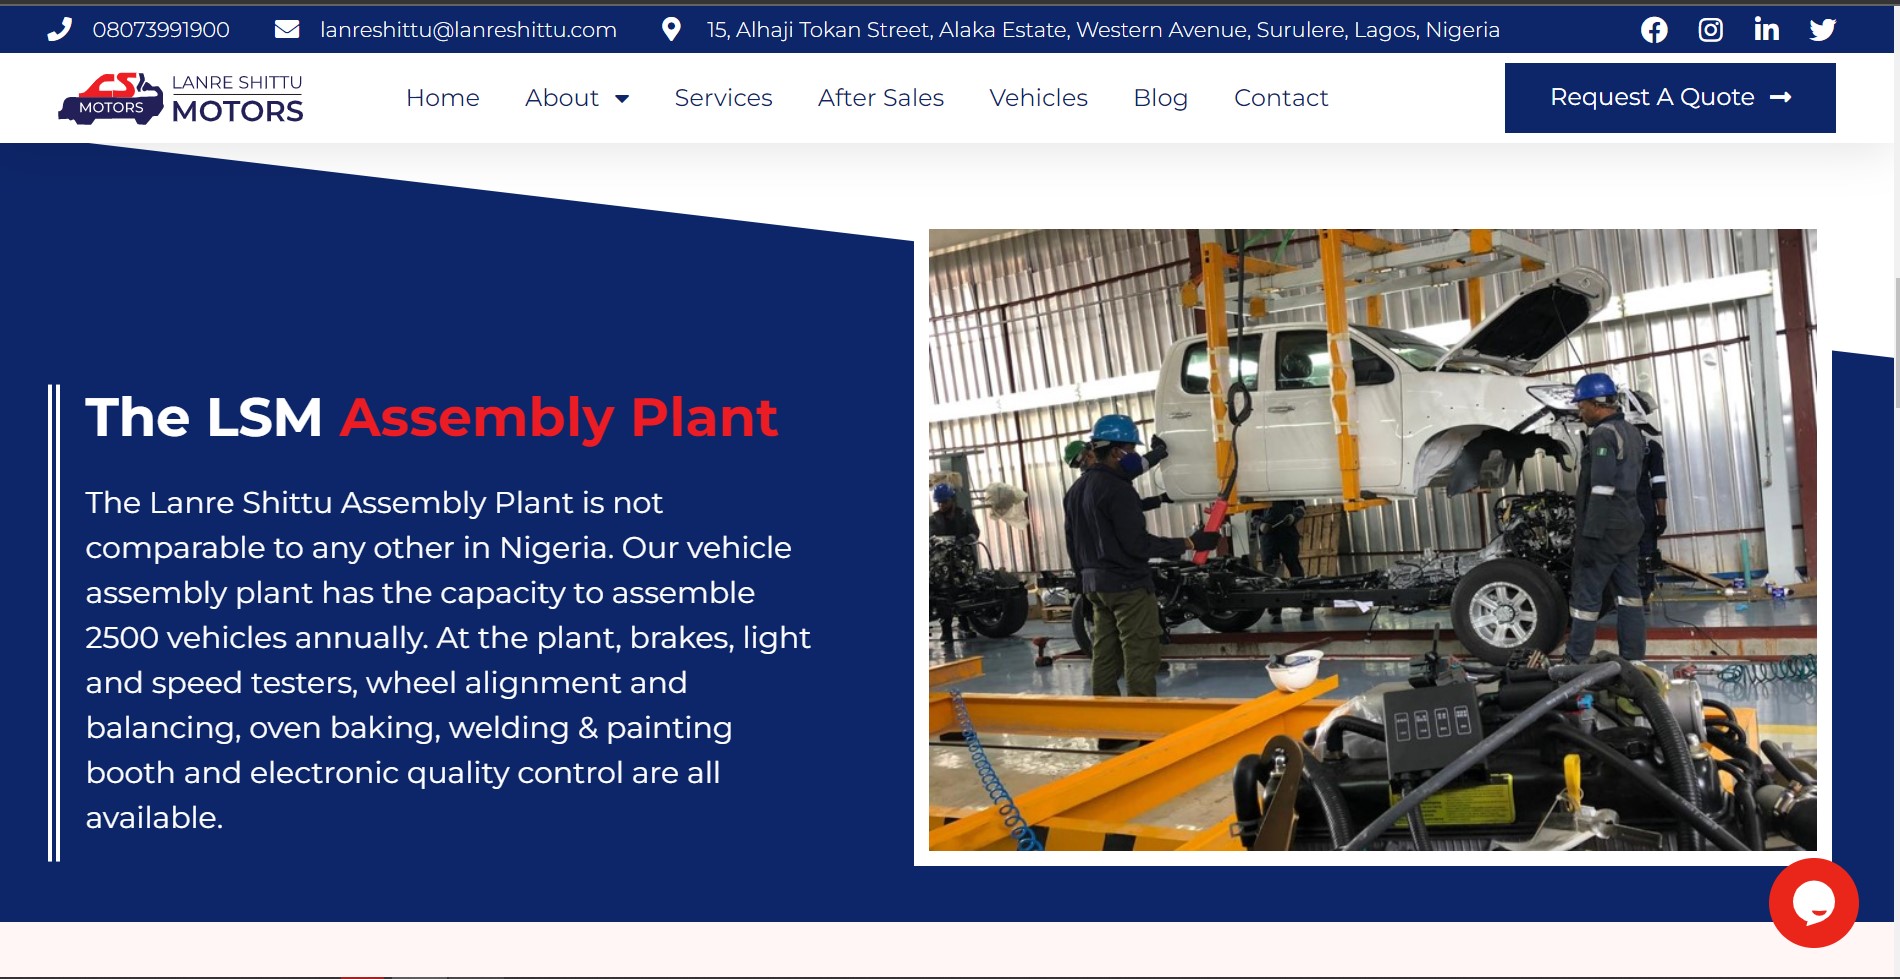 08073991900
lanreshittu@lanreshittu.com
15, Alhaji Tokan Street, Alaka Estate, Western Avenue, Surulere, Lagos, Nigeria
MOTORS
LANRE SHITTU
MOTORS
Home
About
Services
After Sales
Vehicles
Blog
Contact
Request A Quote
The LSM Assembly Plant
The Lanre Shittu Assembly Plant is not
comparable to any other in Nigeria. Our vehicle
assembly plant has the capacity to assemble
2500 vehicles annually. At the plant, brakes, light
and speed testers, wheel alignment and
balancing, oven baking, welding & painting
booth and electronic quality control are all
available.